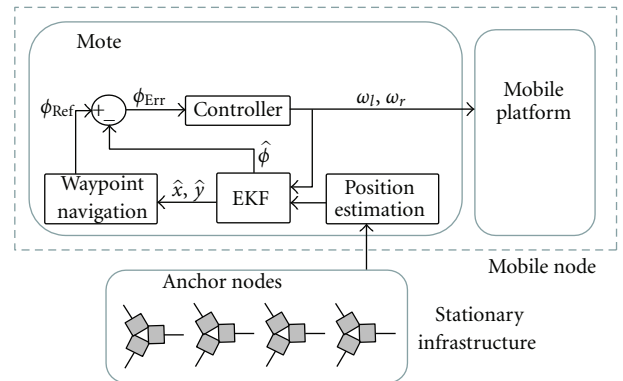 Mote
Mobile
platform
ϕRef
+
−
ϕErr
Controller
ωl, ωr
ϕ̂
Waypoint
navigation
x̂, ŷ
EKF
Position
estimation
Mobile node
Anchor nodes
Stationary
infrastructure